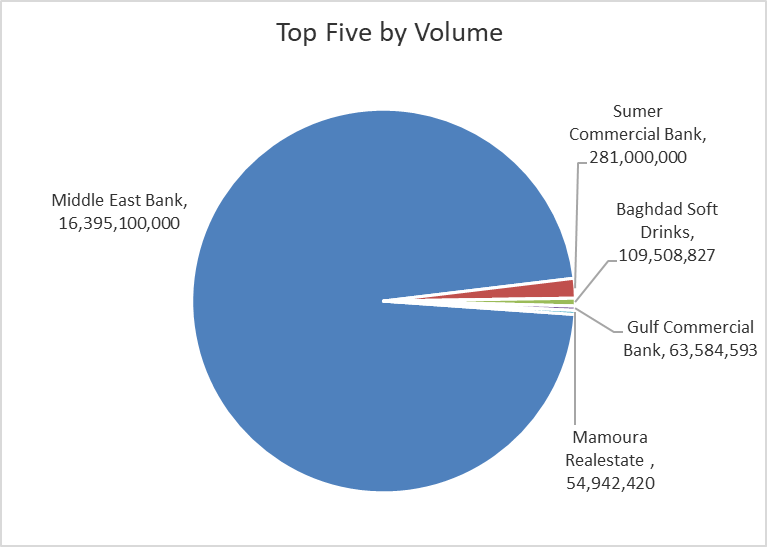 Top Five by Volume
Sumer
Commercial Bank,
281,000,000
Middle East Bank,
16,395,100,000
Baghdad Soft
Drinks,
109,508,827
Gulf Commercial
Bank, 63,584,593
Mamoura
Realestate ,
54,942,420